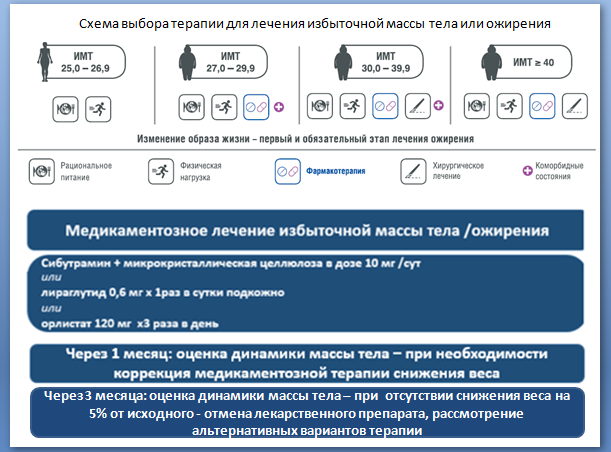 Схема выбора терапии для лечения избыточной массы тела или ожирения
ИМТ
25,0 – 26,9
ИМТ
27,0 – 29,9
ИМТ
30,0 – 39,9
ИМТ ≥ 40
Изменение образа жизни – первый и обязательный этап лечения ожирения
Рациональное
питание
Физическая
нагрузка
Фармакотерапия
Хирургическое
лечение
Коморбидные
состояния
Медикаментозное лечение избыточной массы тела /ожирения
Сибутрамин + микрокристаллическая целлюлоза в дозе 10 мг /сут
или
лираглутид 0,6 мг х 1раз в сутки подкожно
или
орлистат 120 мг х3 раза в день
Через 1 месяц: оценка динамики массы тела – при необходимости
коррекция медикаментозной терапии снижения веса
Через 3 месяца: оценка динамики массы тела – при отсутствии снижения веса на
5% от исходного - отмена лекарственного препарата, рассмотрение
альтернативных вариантов терапии